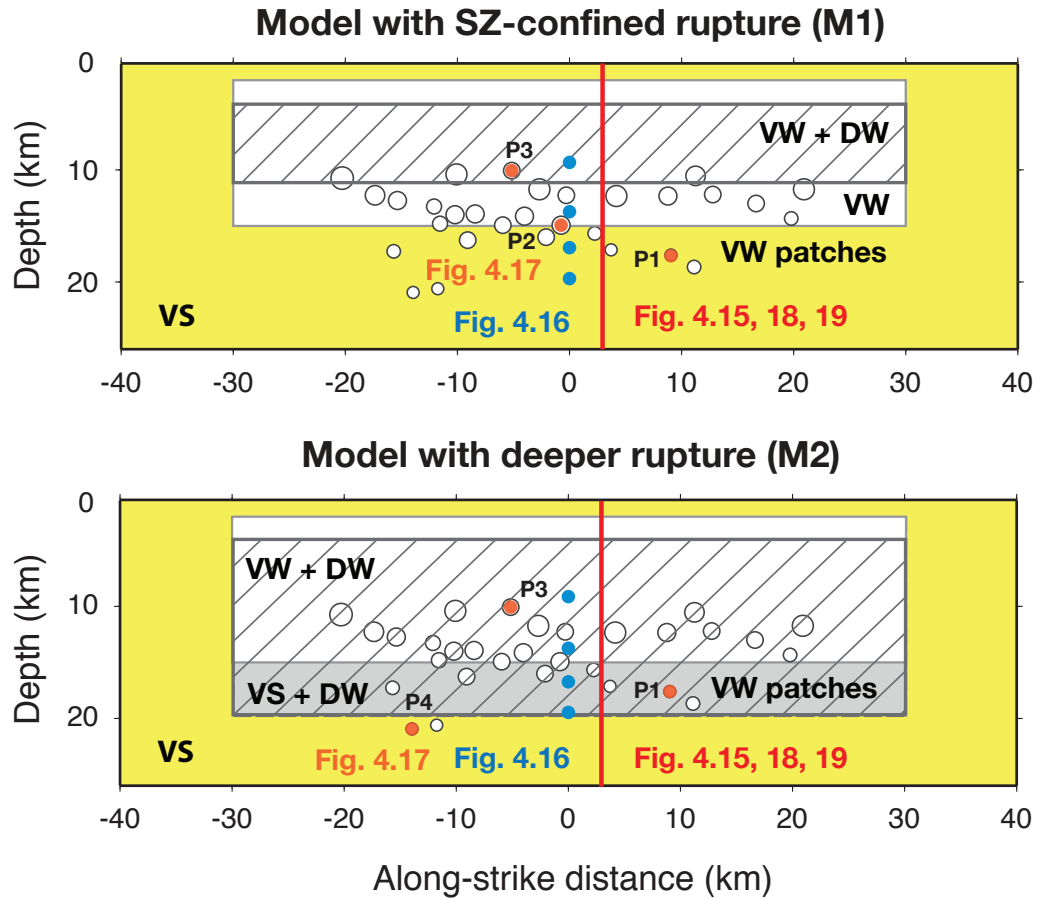 Model with SZ-confined rupture (M1)
0
10
20
Depth (km)
VW + DW
P3
VW
P2
P1
VW patches
Fig. 4.17
VS
Fig. 4.16
Fig. 4.15, 18, 19
-40 -30 -20 -10 0 10 20 30 40
Model with deeper rupture (M2)
0
10
20
Depth (km)
VW + DW
P3
VS + DW
P4
P1
VW patches
VS
Fig. 4.17
Fig. 4.16
Fig. 4.15, 18, 19
-40 -30 -20 -10 0 10 20 30 40
Along-strike distance (km)